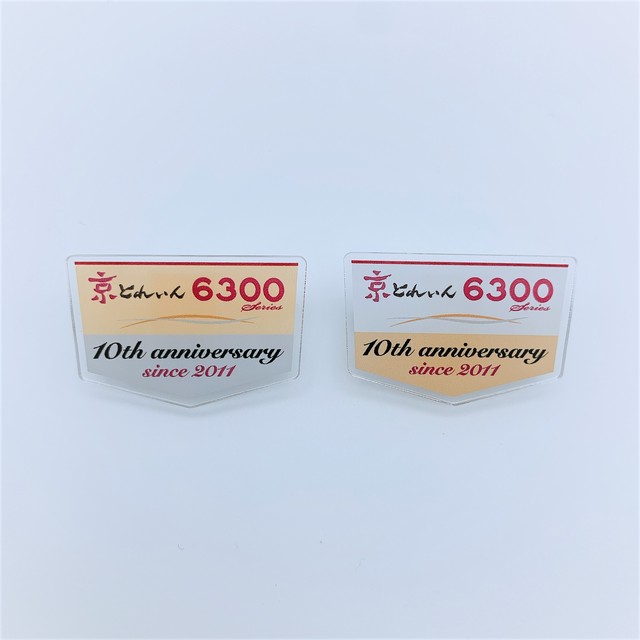 京とれいん 6300
Series
10th anniversary
since 2011
京とれいん 6300
Series
10th anniversary
since 2011